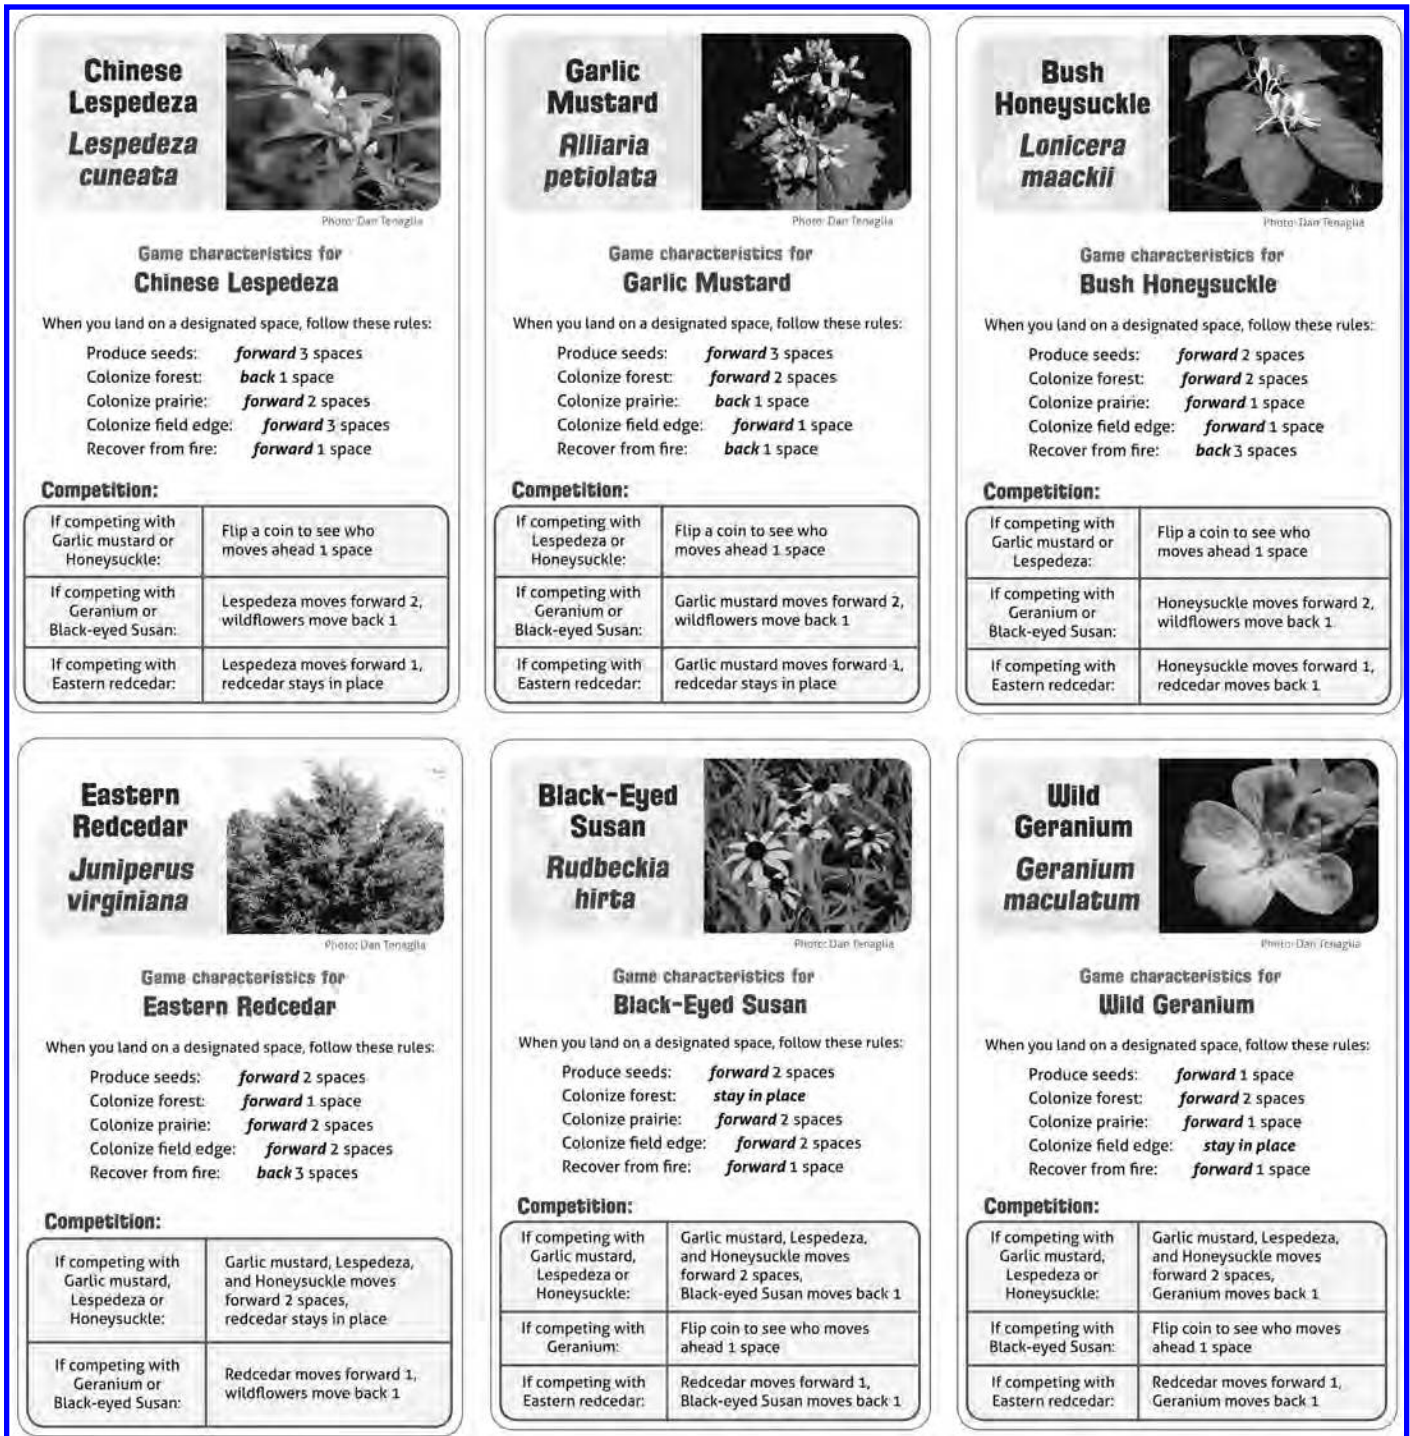 Chinese
Lespedeza
Lespedeza
cuneata
Photo: Dan Tenaglia
Game characteristics for
Chinese Lespedeza
When you land on a designated space, follow these rules:
Produce seeds: forward 3 spaces
Colonize forest: back 1 space
Colonize prairie: forward 2 spaces
Colonize field edge: forward 3 spaces
Recover from fire: forward 1 space
Competition:
If competing with
Garlic mustard or
Honeysuckle:
Flip a coin to see who
moves ahead 1 space
If competing with
Geranium or
Black-eyed Susan:
Lespedeza moves forward 2,
wildflowers move back 1
If competing with
Eastern redcedar:
Lespedeza moves forward 1,
redcedar stays in place
Garlic
Mustard
Alliaria
petiolata
Photo: Dan Tenaglia
Game characteristics for
Garlic Mustard
When you land on a designated space, follow these rules:
Produce seeds: forward 3 spaces
Colonize forest: forward 2 spaces
Colonize prairie: back 1 space
Colonize field edge: forward 1 space
Recover from fire: back 1 space
Competition:
If competing with
Lespedeza or
Honeysuckle:
Flip a coin to see who
moves ahead 1 space
If competing with
Geranium or
Black-eyed Susan:
Garlic mustard moves forward 2,
wildflowers move back 1
If competing with
Eastern redcedar:
Garlic mustard moves forward 1,
redcedar stays in place
Bush
Honeysuckle
Lonicera
maackii
Photo: Dan Tenaglia
Game characteristics for
Bush Honeysuckle
When you land on a designated space, follow these rules:
Produce seeds: forward 2 spaces
Colonize forest: forward 2 spaces
Colonize prairie: forward 1 space
Colonize field edge: forward 1 space
Recover from fire: back 3 spaces
Competition:
If competing with
Garlic mustard or
Lespedeza:
Flip a coin to see who
moves ahead 1 space
If competing with
Geranium or
Black-eyed Susan:
Honeysuckle moves forward 2,
wildflowers move back 1
If competing with
Eastern redcedar:
Honeysuckle moves forward 1,
redcedar moves back 1
Eastern
Redcedar
Juniperus
virginiana
Photo: Dan Tenaglia
Game characteristics for
Eastern Redcedar
When you land on a designated space, follow these rules:
Produce seeds: forward 2 spaces
Colonize forest: forward 1 space
Colonize prairie: forward 2 spaces
Colonize field edge: forward 2 spaces
Recover from fire: back 3 spaces
Competition:
If competing with
Garlic mustard,
Lespedeza or
Honeysuckle:
Garlic mustard, Lespedeza,
and Honeysuckle moves
forward 2 spaces,
redcedar stays in place
If competing with
Geranium or
Black-eyed Susan:
Redcedar moves forward 1,
wildflowers move back 1
Black-Eyed
Susan
Rudbeckia
hirta
Photo: Dan Tenaglia
Game characteristics for
Black-Eyed Susan
When you land on a designated space, follow these rules:
Produce seeds: forward 2 spaces
Colonize forest: stay in place
Colonize prairie: forward 2 spaces
Colonize field edge: forward 2 spaces
Recover from fire: forward 1 space
Competition:
If competing with
Garlic mustard,
Lespedeza or
Honeysuckle:
Garlic mustard, Lespedeza,
and Honeysuckle moves
forward 2 spaces,
Black-eyed Susan moves back 1
If competing with
Geranium:
Flip coin to see who moves
ahead 1 space
If competing with
Eastern redcedar:
Redcedar moves forward 1,
Black-eyed Susan moves back 1
Wild
Geranium
Geranium
maculatum
Photo: Dan Tenaglia
Game characteristics for
Wild Geranium
When you land on a designated space, follow these rules:
Produce seeds: forward 1 space
Colonize forest: forward 2 spaces
Colonize prairie: forward 1 space
Colonize field edge: stay in place
Recover from fire: forward 1 space
Competition:
If competing with
Garlic mustard,
Lespedeza or
Honeysuckle:
Garlic mustard, Lespedeza,
and Honeysuckle moves
forward 2 spaces,
Geranium moves back 1
If competing with
Black-eyed Susan:
Flip coin to see who moves
ahead 1 space
If competing with
Eastern redcedar:
Redcedar moves forward 1,
Geranium moves back 1